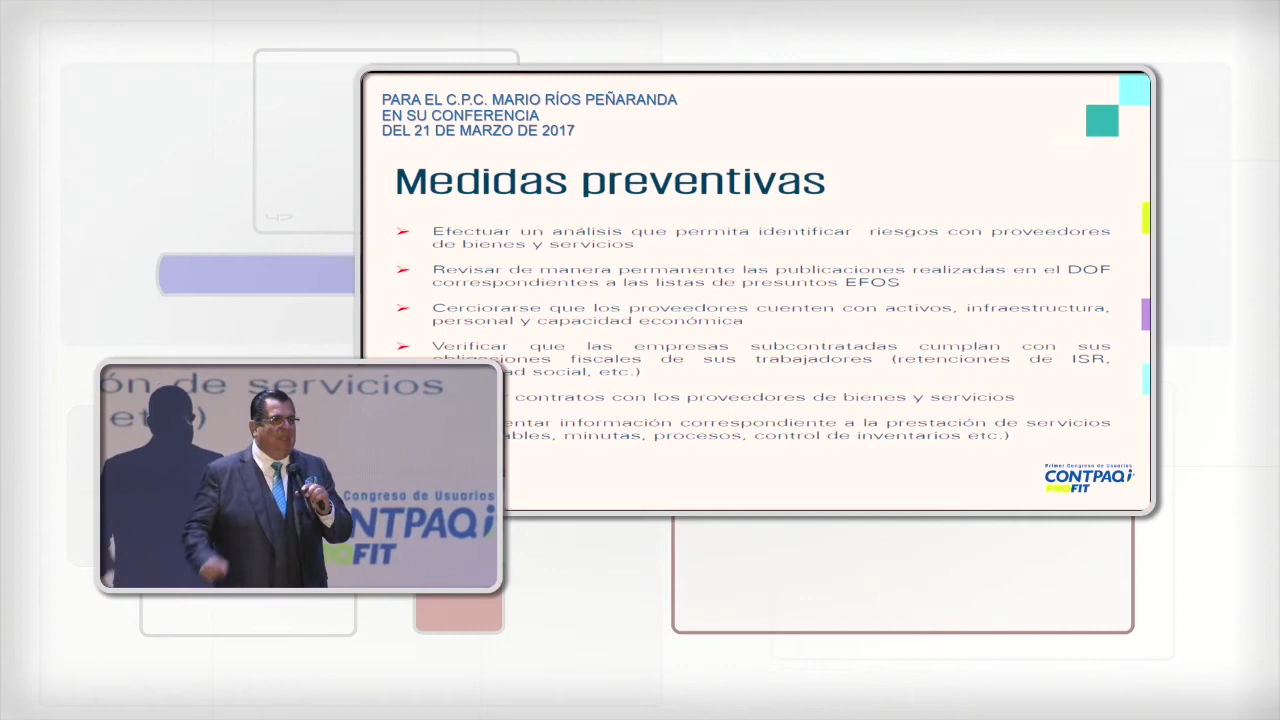 PARA EL C.P.C. MARIO RÍOS PEÑARANDA
EN SU CONFERENCIA
DEL 21 DE MARZO DE 2017
Medidas preventivas
Efectuar un análisis que permita identificar riesgos con proveedores
de bienes y servicios
Revisar de manera permanente las publicaciones realizadas en el DOF
correspondientes a las listas de presuntos EFOS
Cerciorarse que los proveedores cuenten con activos, infraestructura,
personal y capacidad económica
Verificar que las empresas subcontratadas cumplan con sus
obligaciones fiscales de sus trabajadores (retenciones de ISR,
social, etc.)
contratos con los proveedores de bienes y servicios
información correspondiente a la prestación de servicios
minutas, procesos, control de inventarios etc.)
Primer Congreso de Usuarios
CONTPAQi
PROFIT
47
de servicios
Congreso de Usuarios
NTPAQi
PROFIT